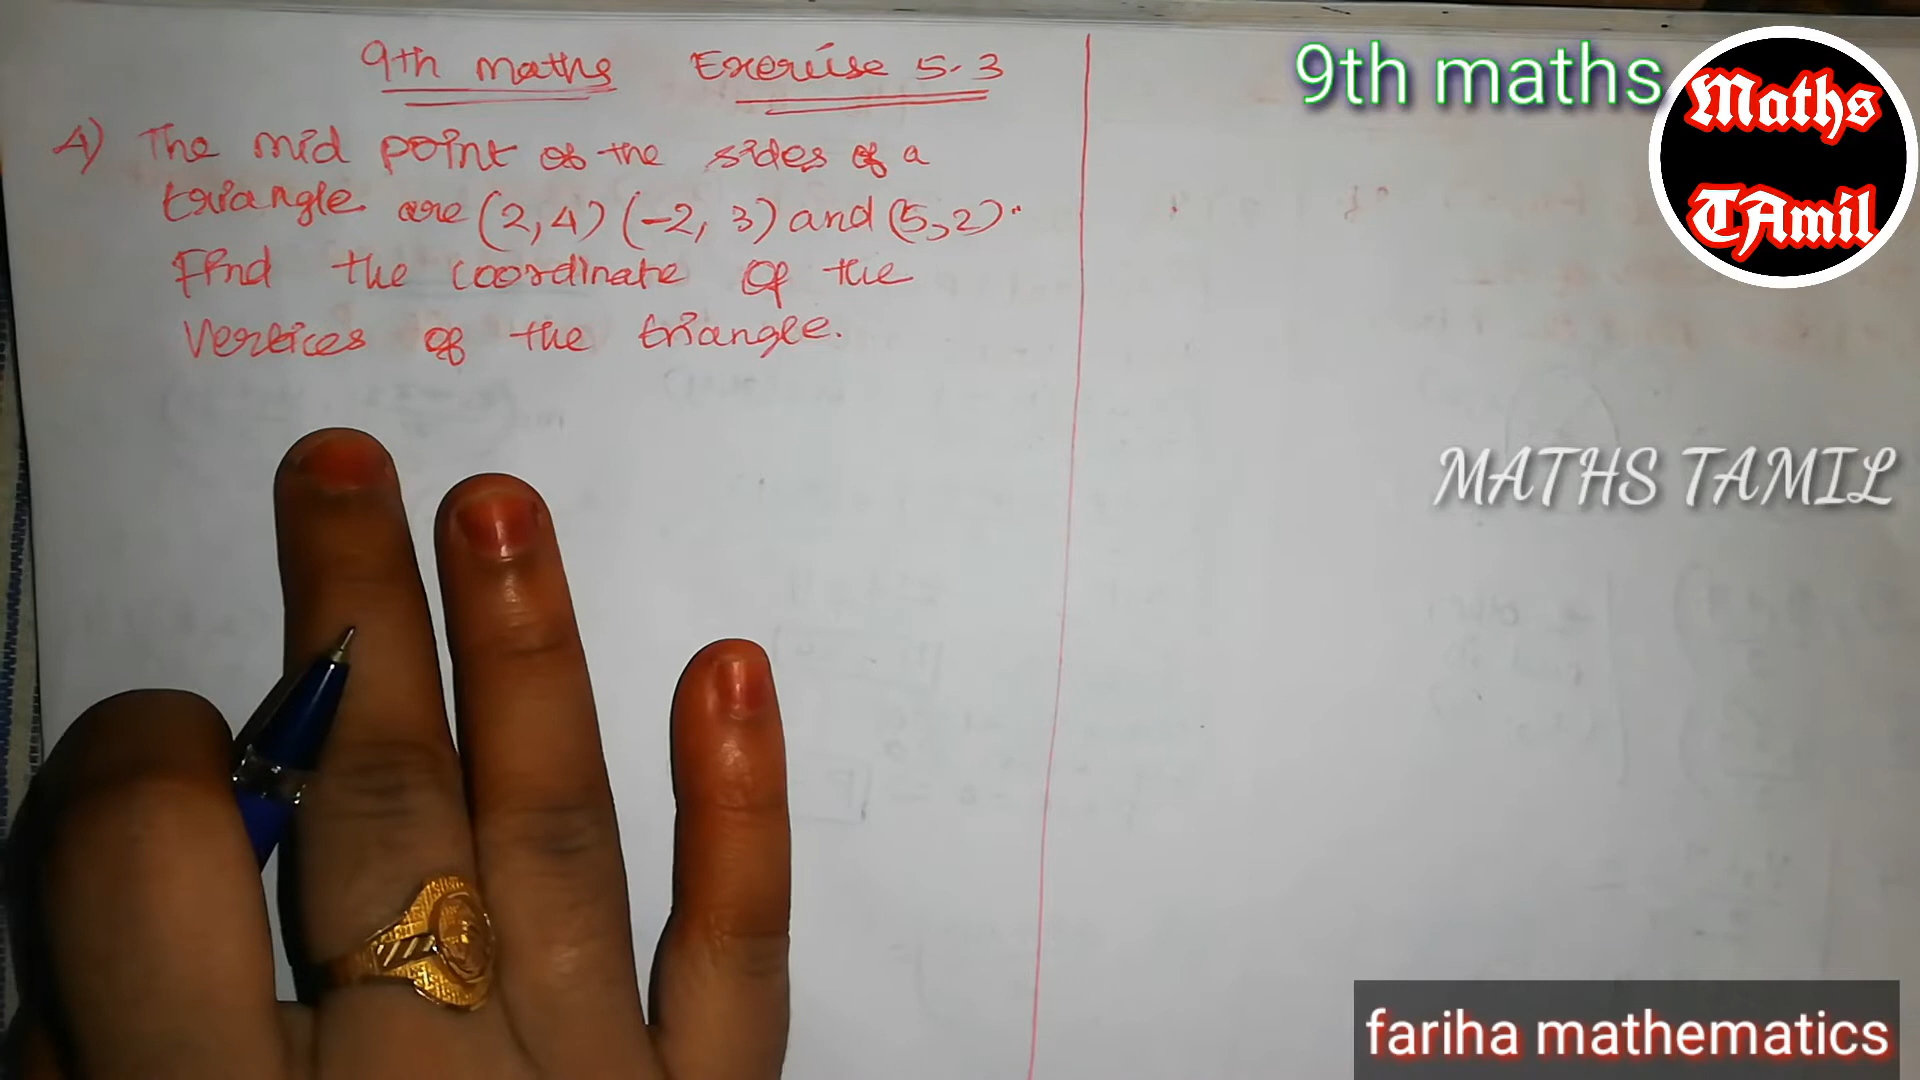 9th maths Exercise 5.3
4) The mid point of the sides of a
triangle are (2,4) (-2, 3) and (5,2).
Find the coordinate of the
vertices of the triangle.
9th maths
Maths
TAmil
MATHS TAMIL
fariha mathematics